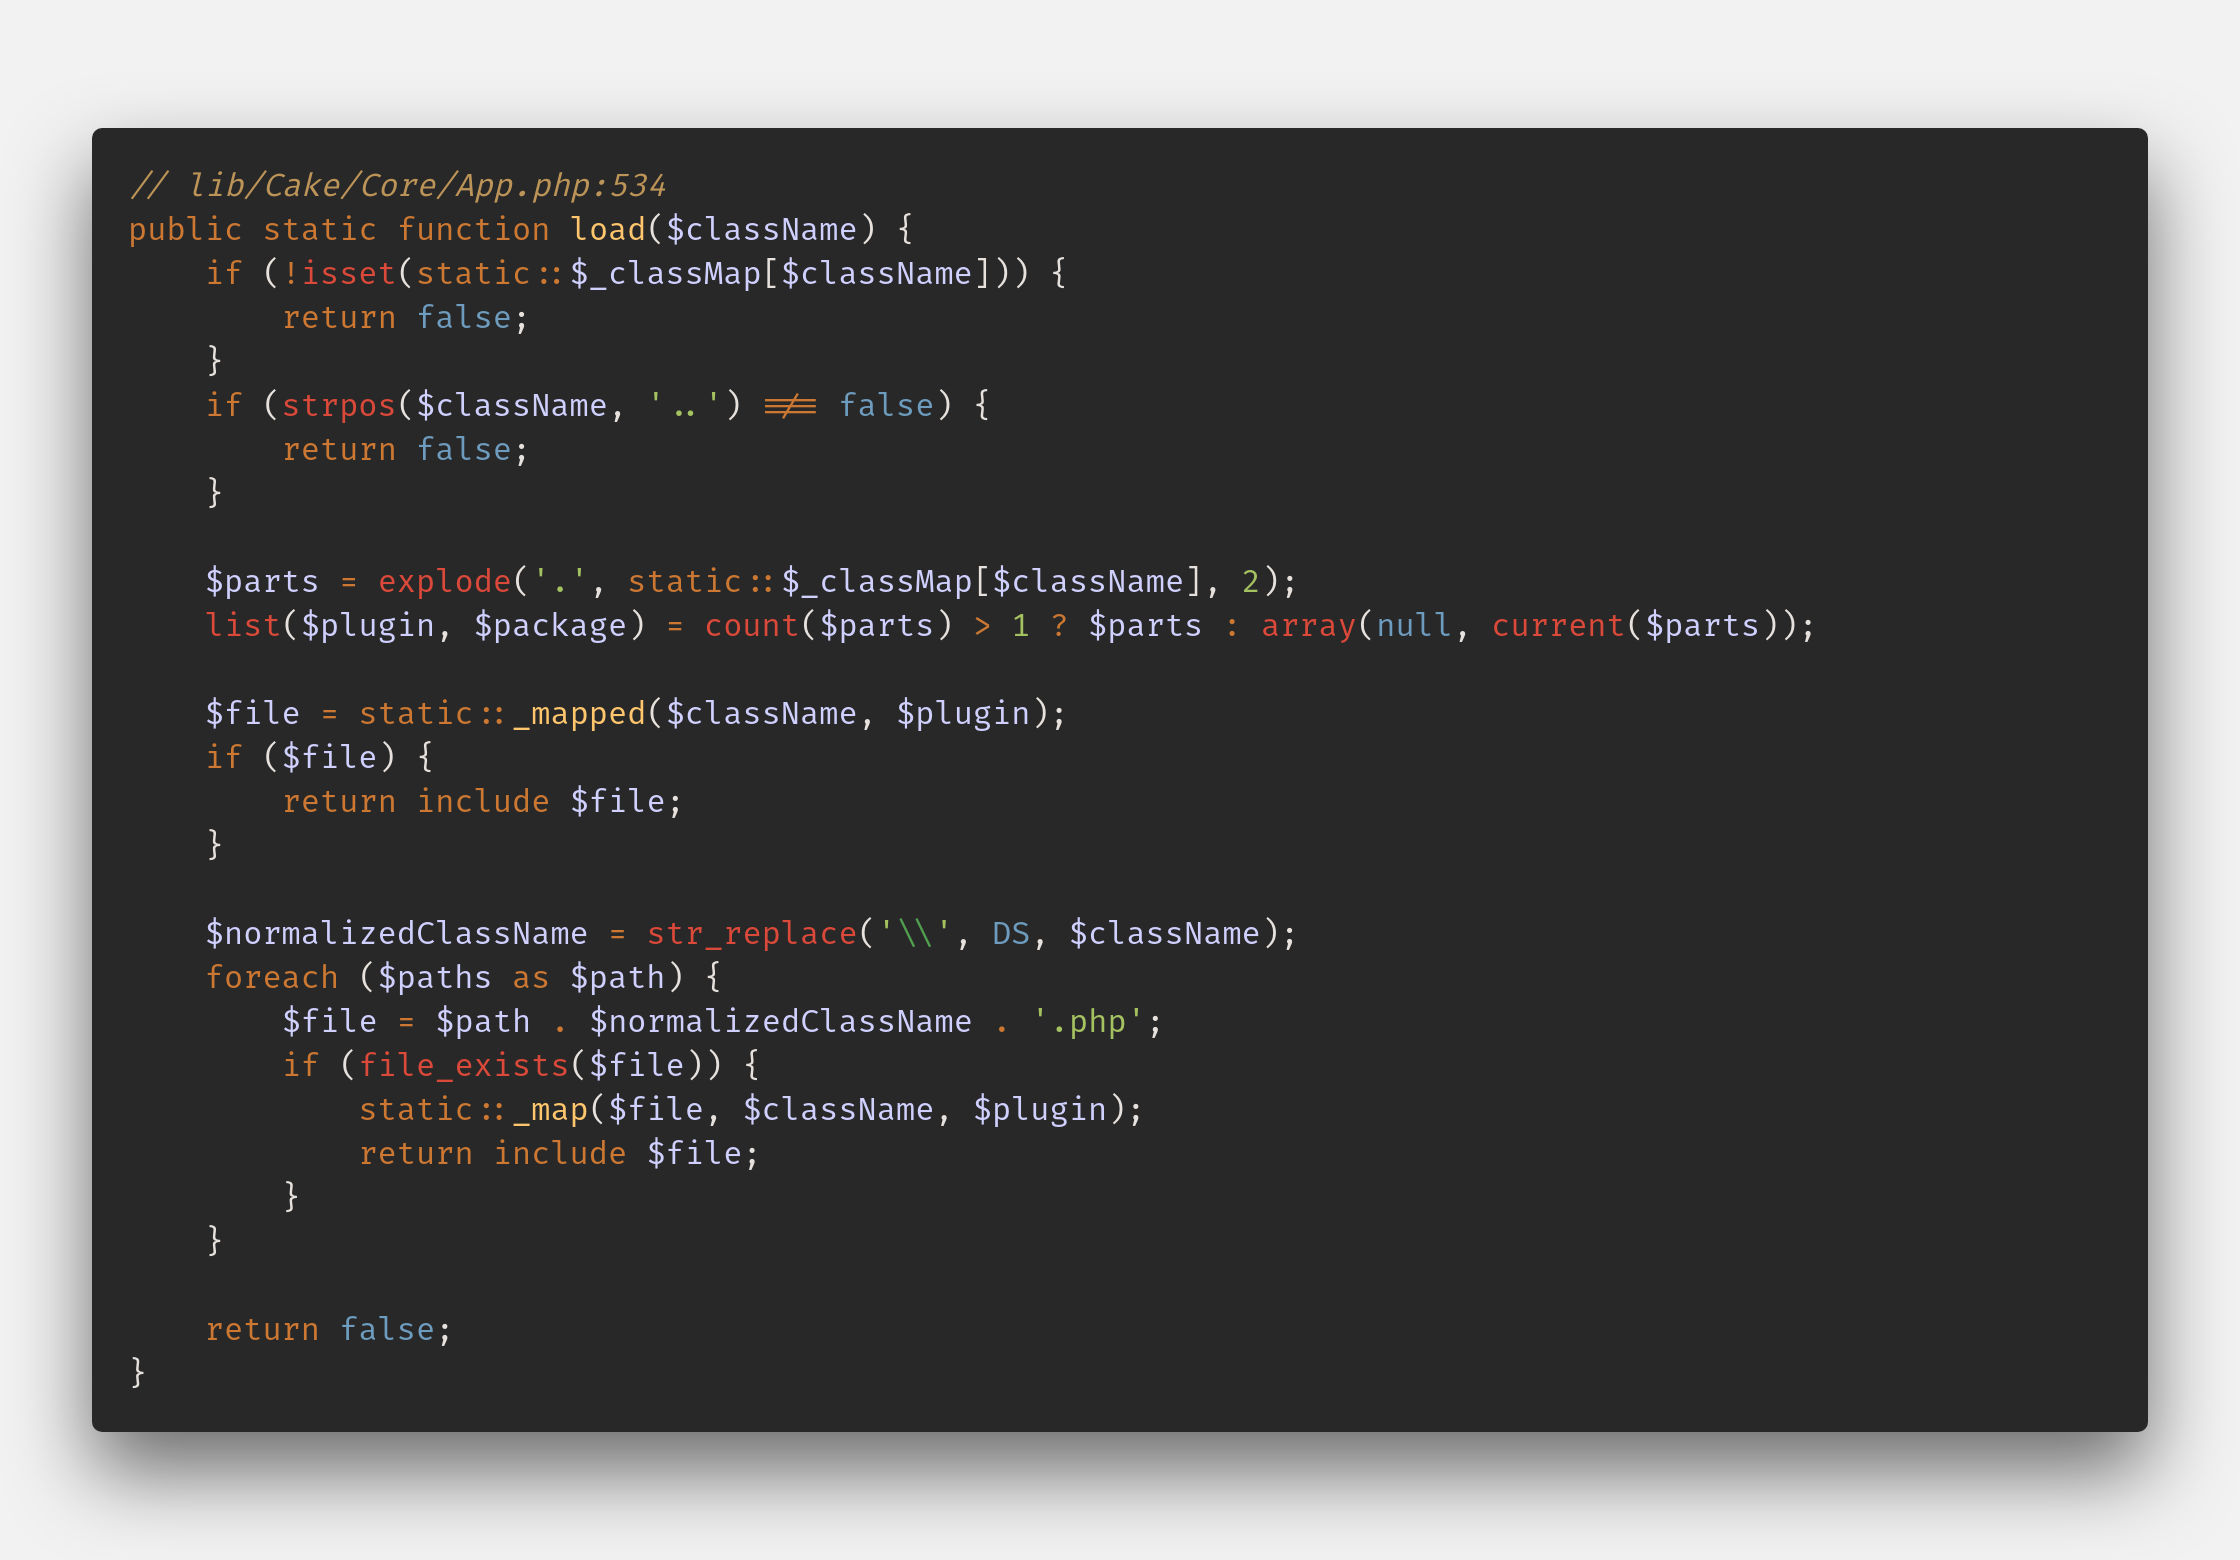 // lib/Cake/Core/App.php:534
public static function load($className) {
    if (!isset(static::$_classMap[$className])) {
        return false;
    }
    if (strpos($className, '..') !== false) {
        return false;
    }

    $parts = explode('.', static::$_classMap[$className], 2);
    list($plugin, $package) = count($parts) > 1 ? $parts : array(null, current($parts));

    $file = static::_mapped($className, $plugin);
    if ($file) {
        return include $file;
    }

    $normalizedClassName = str_replace('\\', DS, $className);
    foreach ($paths as $path) {
        $file = $path . $normalizedClassName . '.php';
        if (file_exists($file)) {
            static::_map($file, $className, $plugin);
            return include $file;
        }
    }

    return false;
}